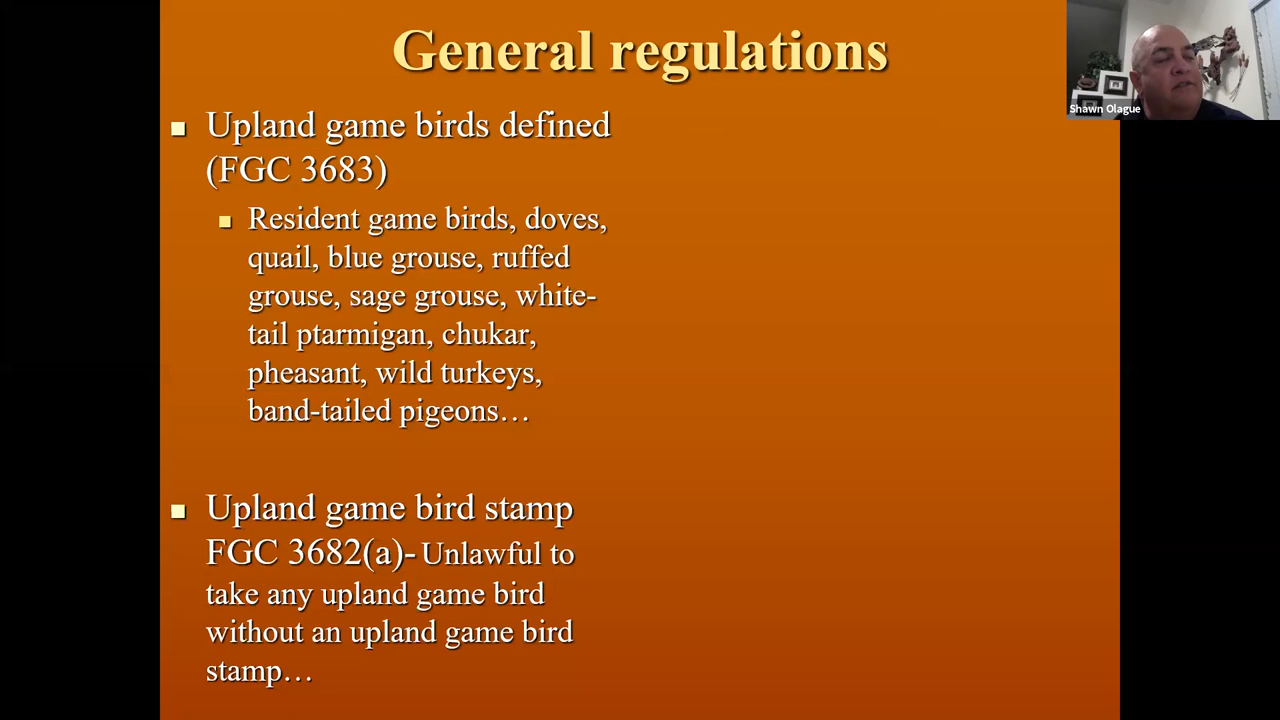 General regulations
Shawn Olague
Upland game birds defined
(FGC 3683)
Resident game birds, doves,
quail, blue grouse, ruffed
grouse, sage grouse, white-
tail ptarmigan, chukar,
pheasant, wild turkeys,
band-tailed pigeons…
Upland game bird stamp
FGC 3682(a)- Unlawful to
take any upland game bird
without an upland game bird
stamp…